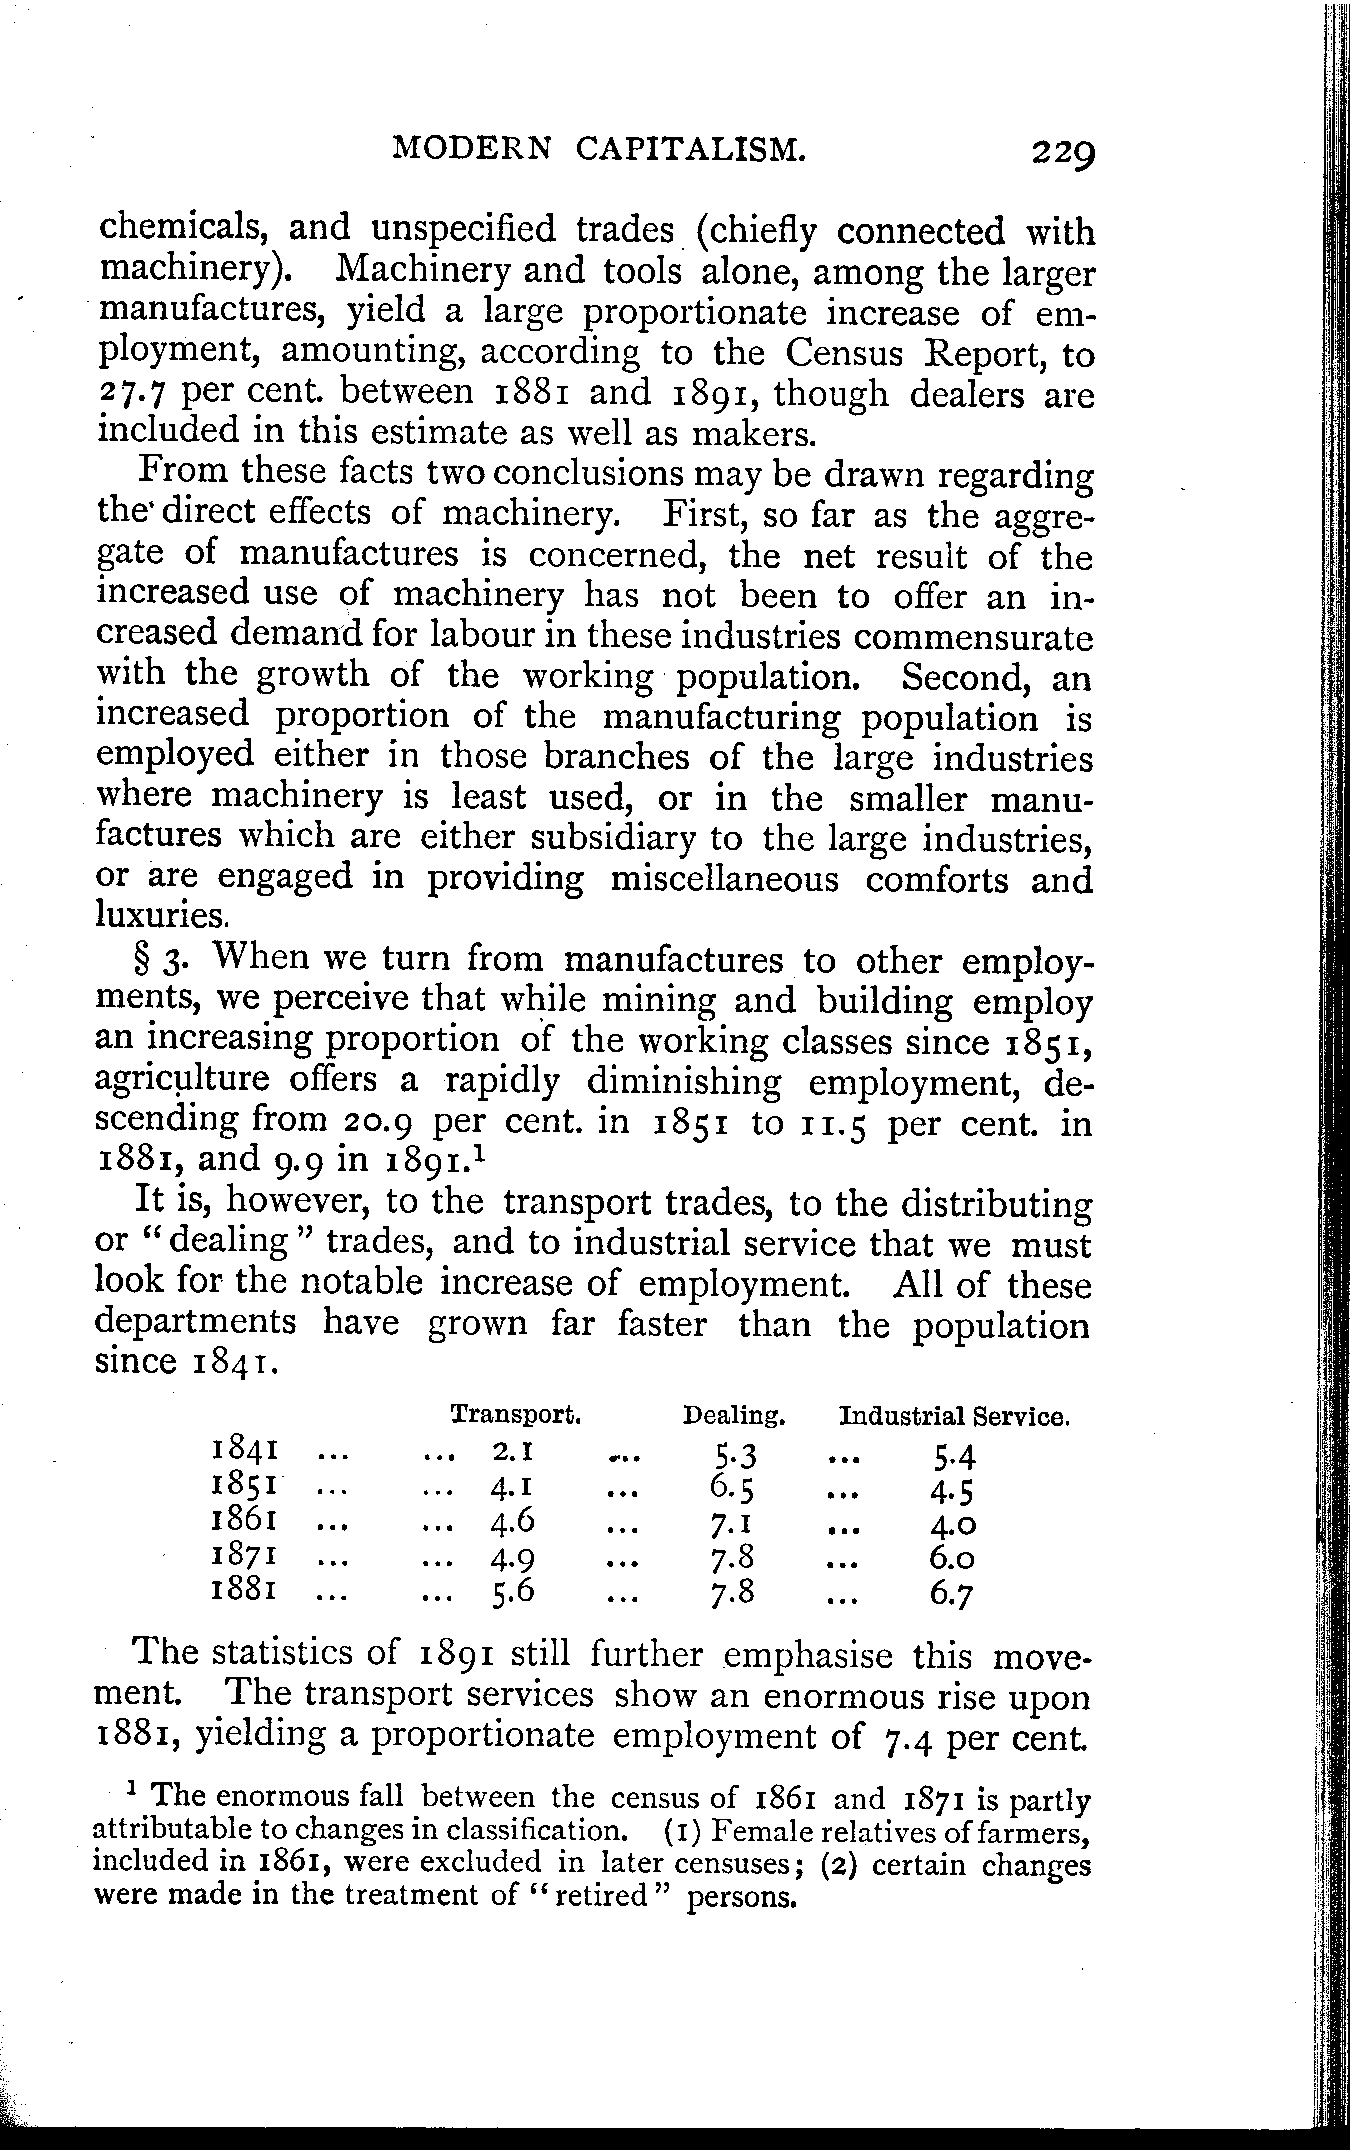 MODERN CAPITALISM. 229
chemicals, and unspecified trades (chiefly connected with
machinery). Machinery and tools alone, among the larger
manufactures, yield a large proportionate increase of em-
ployment, amounting, according to the Census Report, to
27.7 per cent. between 1881 and 1891, though dealers are
included in this estimate as well as makers.
From these facts two conclusions may be drawn regarding
the direct effects of machinery. First, so far as the aggre-
gate of manufactures is concerned, the net result of the
increased use of machinery has not been to offer an in-
creased demand for labour in these industries commensurate
with the growth of the working population. Second, an
increased proportion of the manufacturing population is
employed either in those branches of the large industries
where machinery is least used, or in the smaller manu-
factures which are either subsidiary to the large industries,
or are engaged in providing miscellaneous comforts and
luxuries.
§ 3. When we turn from manufactures to other employ-
ments, we perceive that while mining and building employ
an increasing proportion of the working classes since 1851,
agriculture offers a rapidly diminishing employment, de-
scending from 20.9 per cent. in 1851 to 11.5 per cent. in
1881, and 9.9 in 1891.¹
It is, however, to the transport trades, to the distributing
or “dealing” trades, and to industrial service that we must
look for the notable increase of employment. All of these
departments have grown far faster than the population
since 1841.
Transport. Dealing. Industrial Service.
1841 ... ... 2.1 ... 5.3 ... 5.4
1851 ... ... 4.1 ... 6.5 ... 4.5
1861 ... ... 4.6 ... 7.1 ... 4.0
1871 ... ... 4.9 ... 7.8 ... 6.0
1881 ... ... 5.6 ... 7.8 ... 6.7
The statistics of 1891 still further emphasise this move-
ment. The transport services show an enormous rise upon
1881, yielding a proportionate employment of 7.4 per cent.
¹ The enormous fall between the census of 1861 and 1871 is partly
attributable to changes in classification. (1) Female relatives of farmers,
included in 1861, were excluded in later censuses; (2) certain changes
were made in the treatment of “retired” persons.